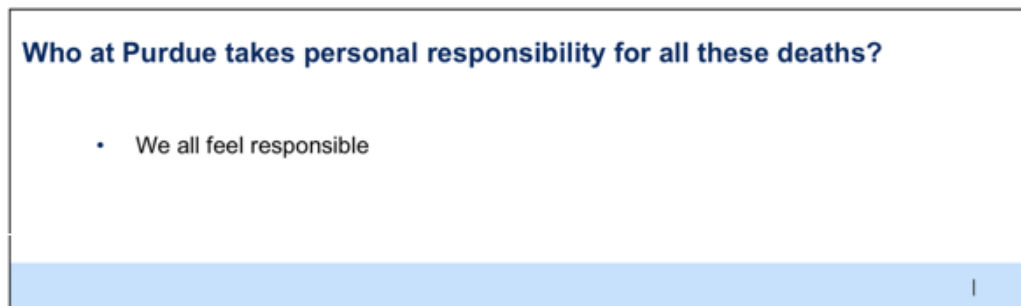 Who at Purdue takes personal responsibility for all these deaths?
• We all feel responsible
|